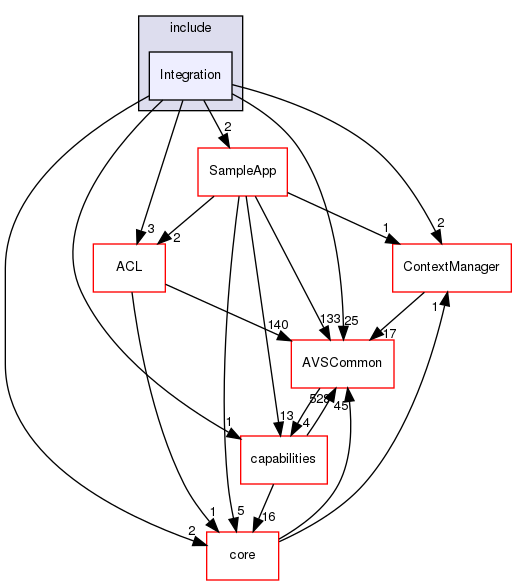 include
Integration
2
SampleApp
3
2
1
2
ACL
ContextManager
140
133
25
17
1
AVSCommon
528
45
1
13
4
capabilities
1
5
16
2
core